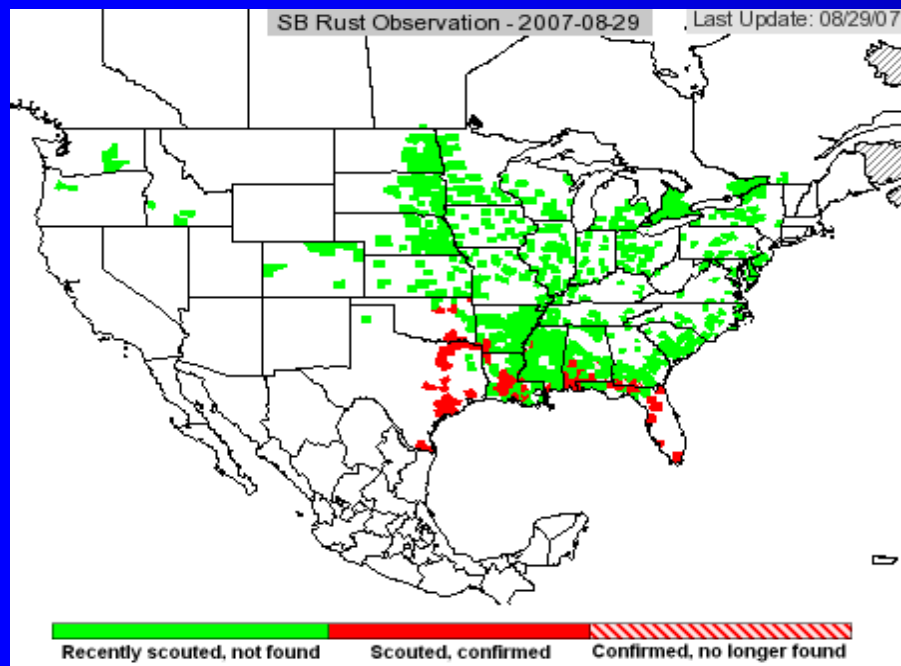 SB Rust Observation - 2007-08-29
Last Update: 08/29/07
Recently scouted, not found
Scouted, confirmed
Confirmed, no longer found